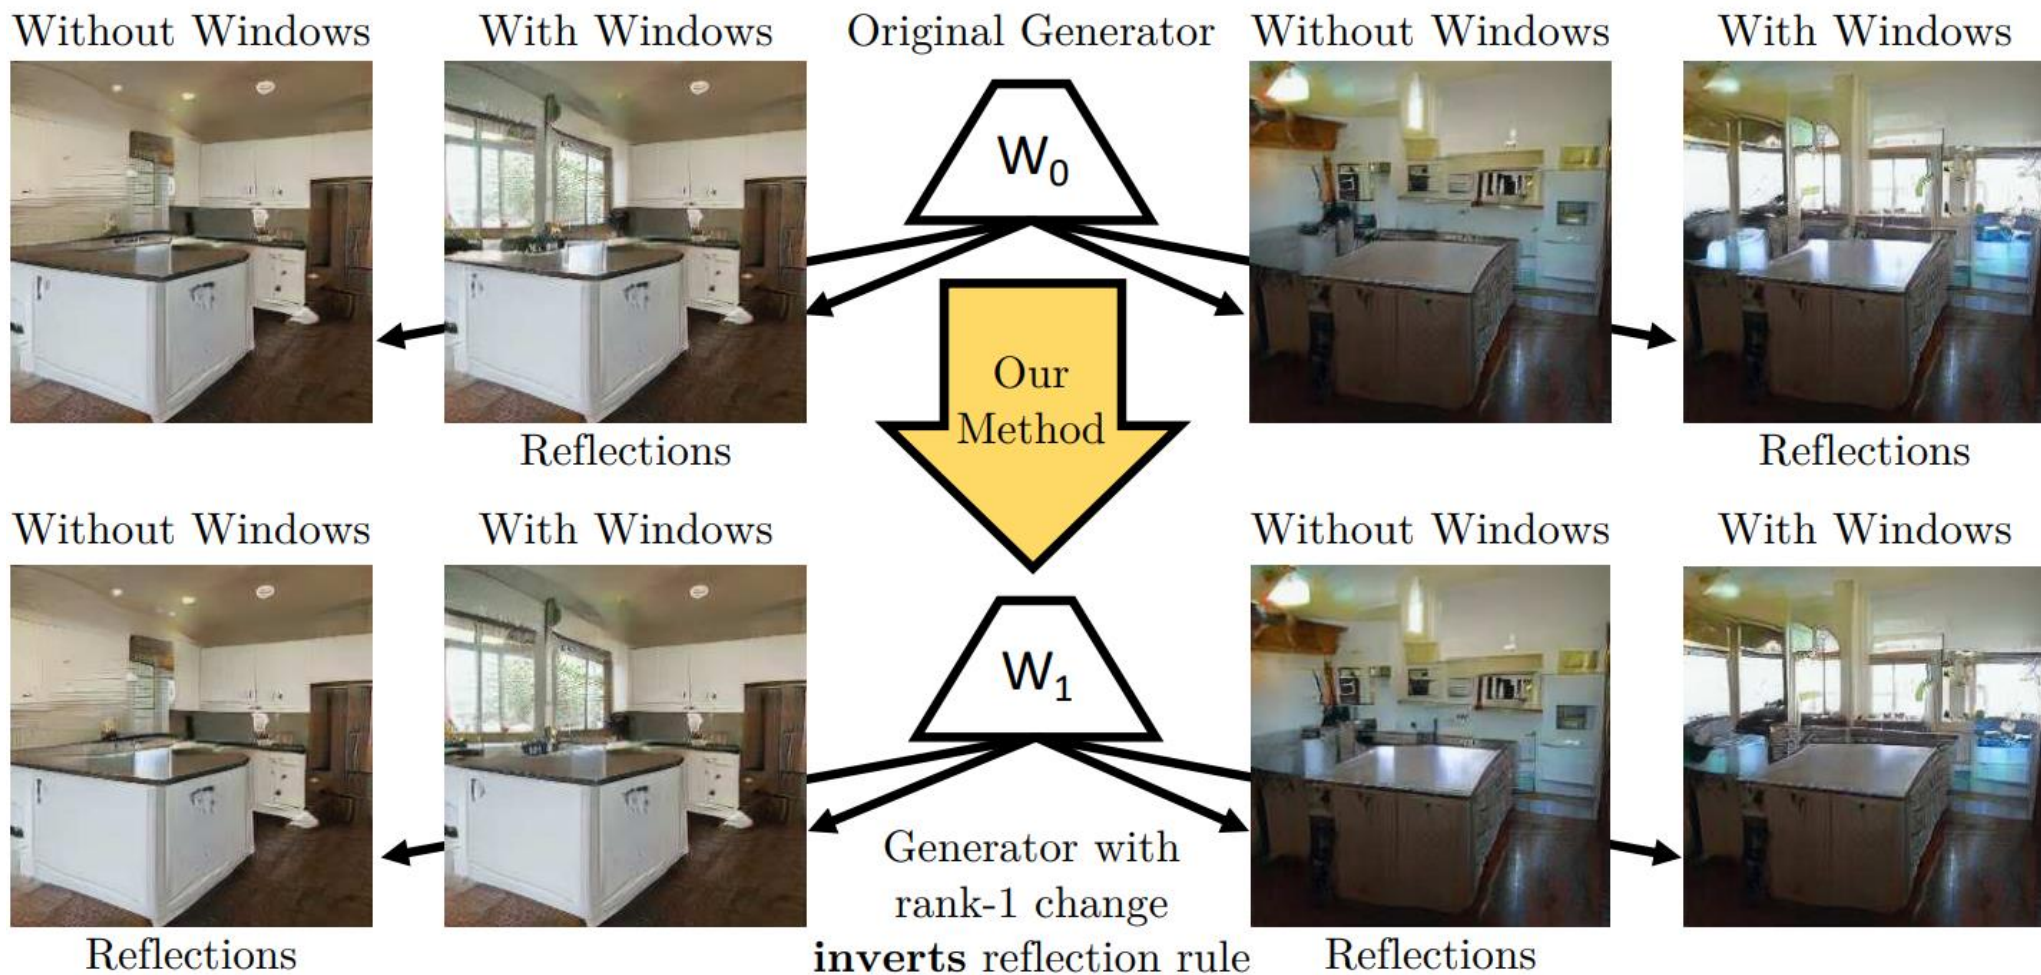 Without Windows
With Windows
Original Generator
Without Windows
With Windows
W₀
Our
Method
Reflections
Reflections
Without Windows
With Windows
Without Windows
With Windows
W₁
Generator with
rank-1 change
inverts reflection rule
Reflections
Reflections